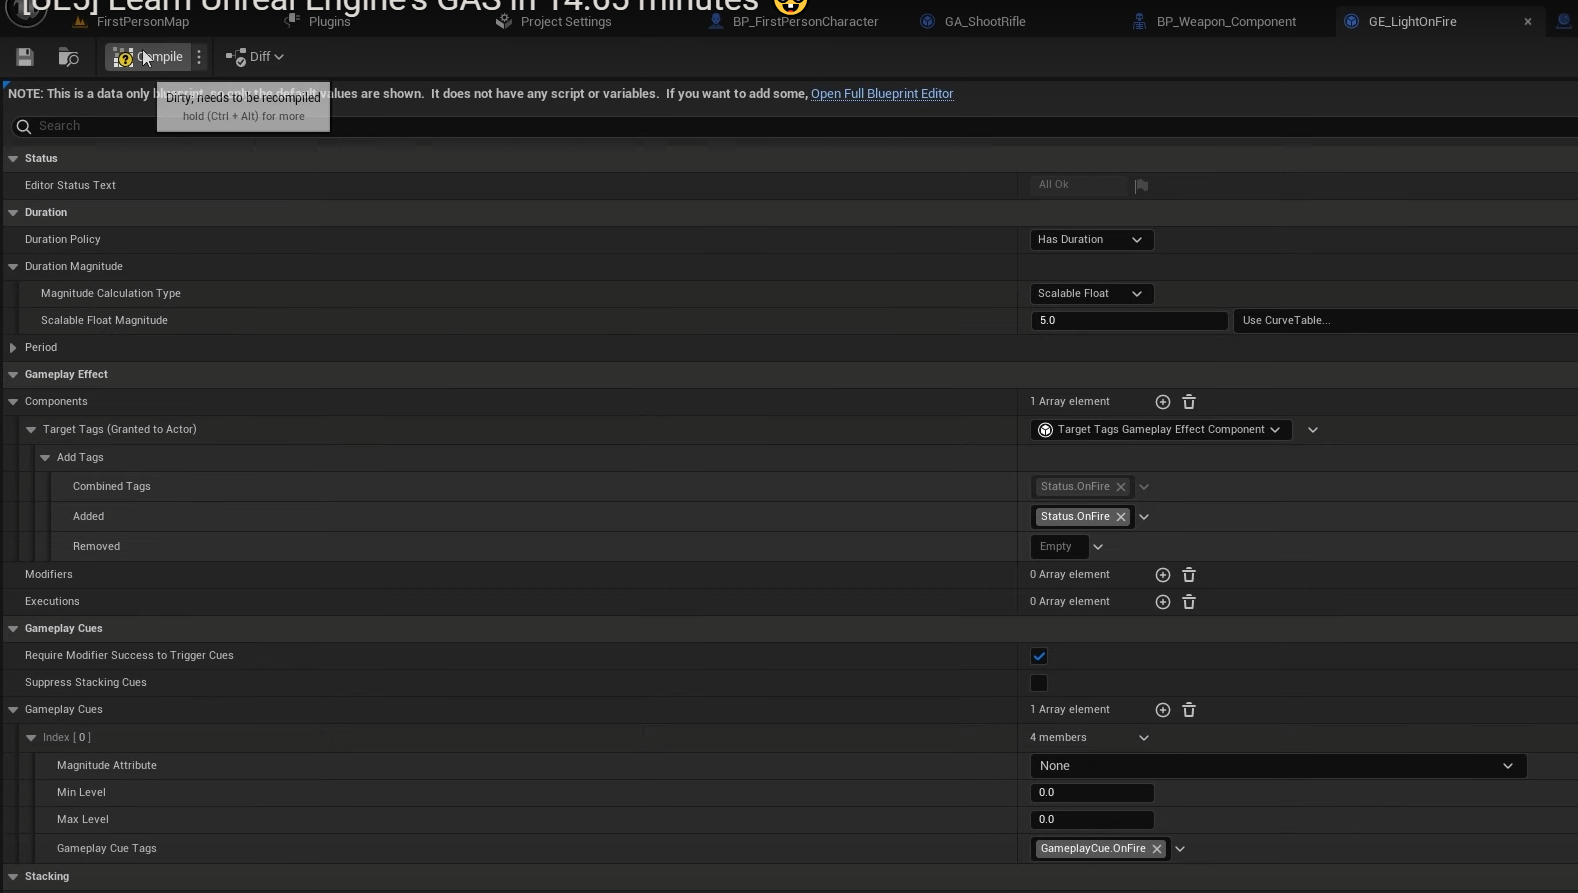 [UE5] Learn Unreal Engine's GAS in 14.65 minutes
FirstPersonMap
Plugins
Project Settings
BP_FirstPersonCharacter
GA_ShootRifle
BP_Weapon_Component
GE_LightOnFire
Compile
Diff
NOTE: This is a data only blueprint, so only the default values are shown. It does not have any script or variables. If you want to add some, Open Full Blueprint Editor
Dirty; needs to be recompiled
hold (Ctrl + Alt) for more
Search
Status
Editor Status Text All Ok
Duration
Duration Policy Has Duration
Duration Magnitude
Magnitude Calculation Type Scalable Float
Scalable Float Magnitude 5.0 Use CurveTable...
Period
Gameplay Effect
Components 1 Array element
Target Tags (Granted to Actor) Target Tags Gameplay Effect Component
Add Tags
Combined Tags Status.OnFire
Added Status.OnFire
Removed Empty
Modifiers 0 Array element
Executions 0 Array element
Gameplay Cues
Require Modifier Success to Trigger Cues
Suppress Stacking Cues
Gameplay Cues 1 Array element
Index [ 0 ] 4 members
Magnitude Attribute None
Min Level 0.0
Max Level 0.0
Gameplay Cue Tags GameplayCue.OnFire
Stacking